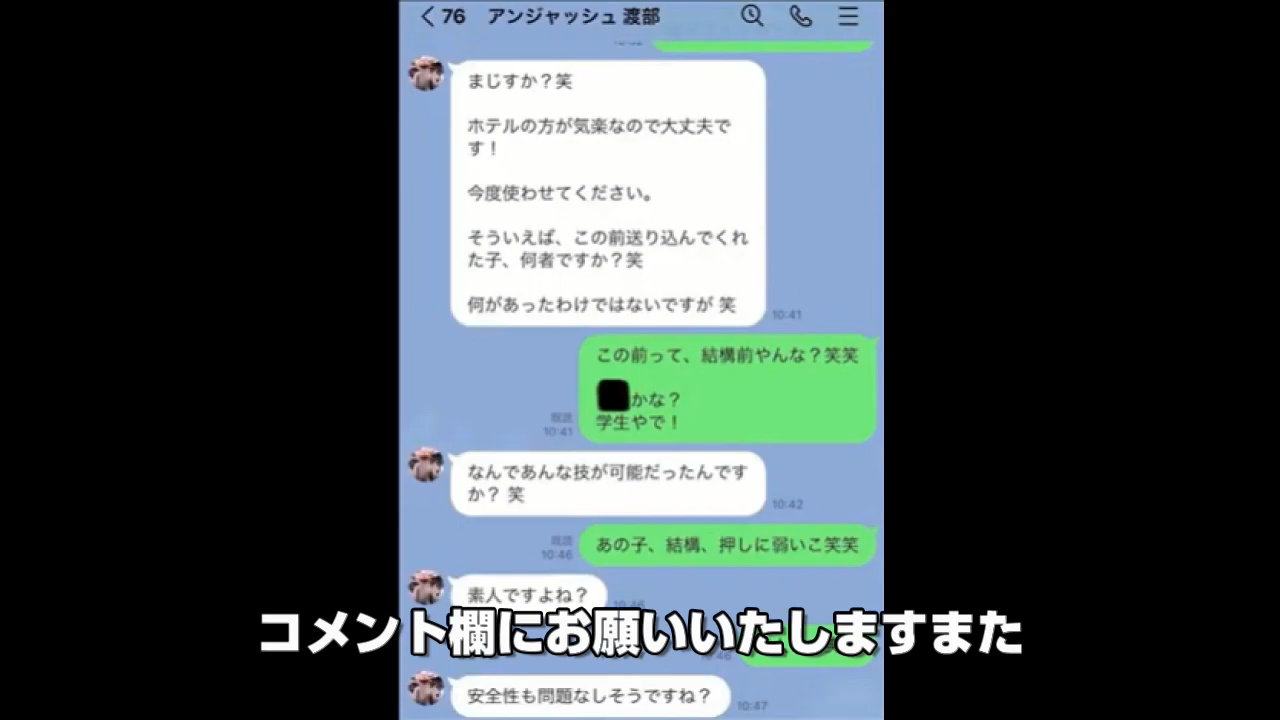 76 アンジャッシュ 渡部
まじすか？笑
ホテルの方が気楽なので大丈夫で
す！
今度使わせてください。
そういえば、この前送り込んでくれ
た子、何者ですか？笑
何があったわけではないですが 笑
10:41
この前って、結構前やんな？笑笑
かな？
学生やで！
既読
10:41
なんであんな技が可能だったんです
か？ 笑
10:42
あの子、結構、押しに弱いこ笑笑
既読
10:46
素人ですよね？
10:46
コメント欄にお願いいたしますまた
10:46
安全性も問題なしそうですね？
10:47